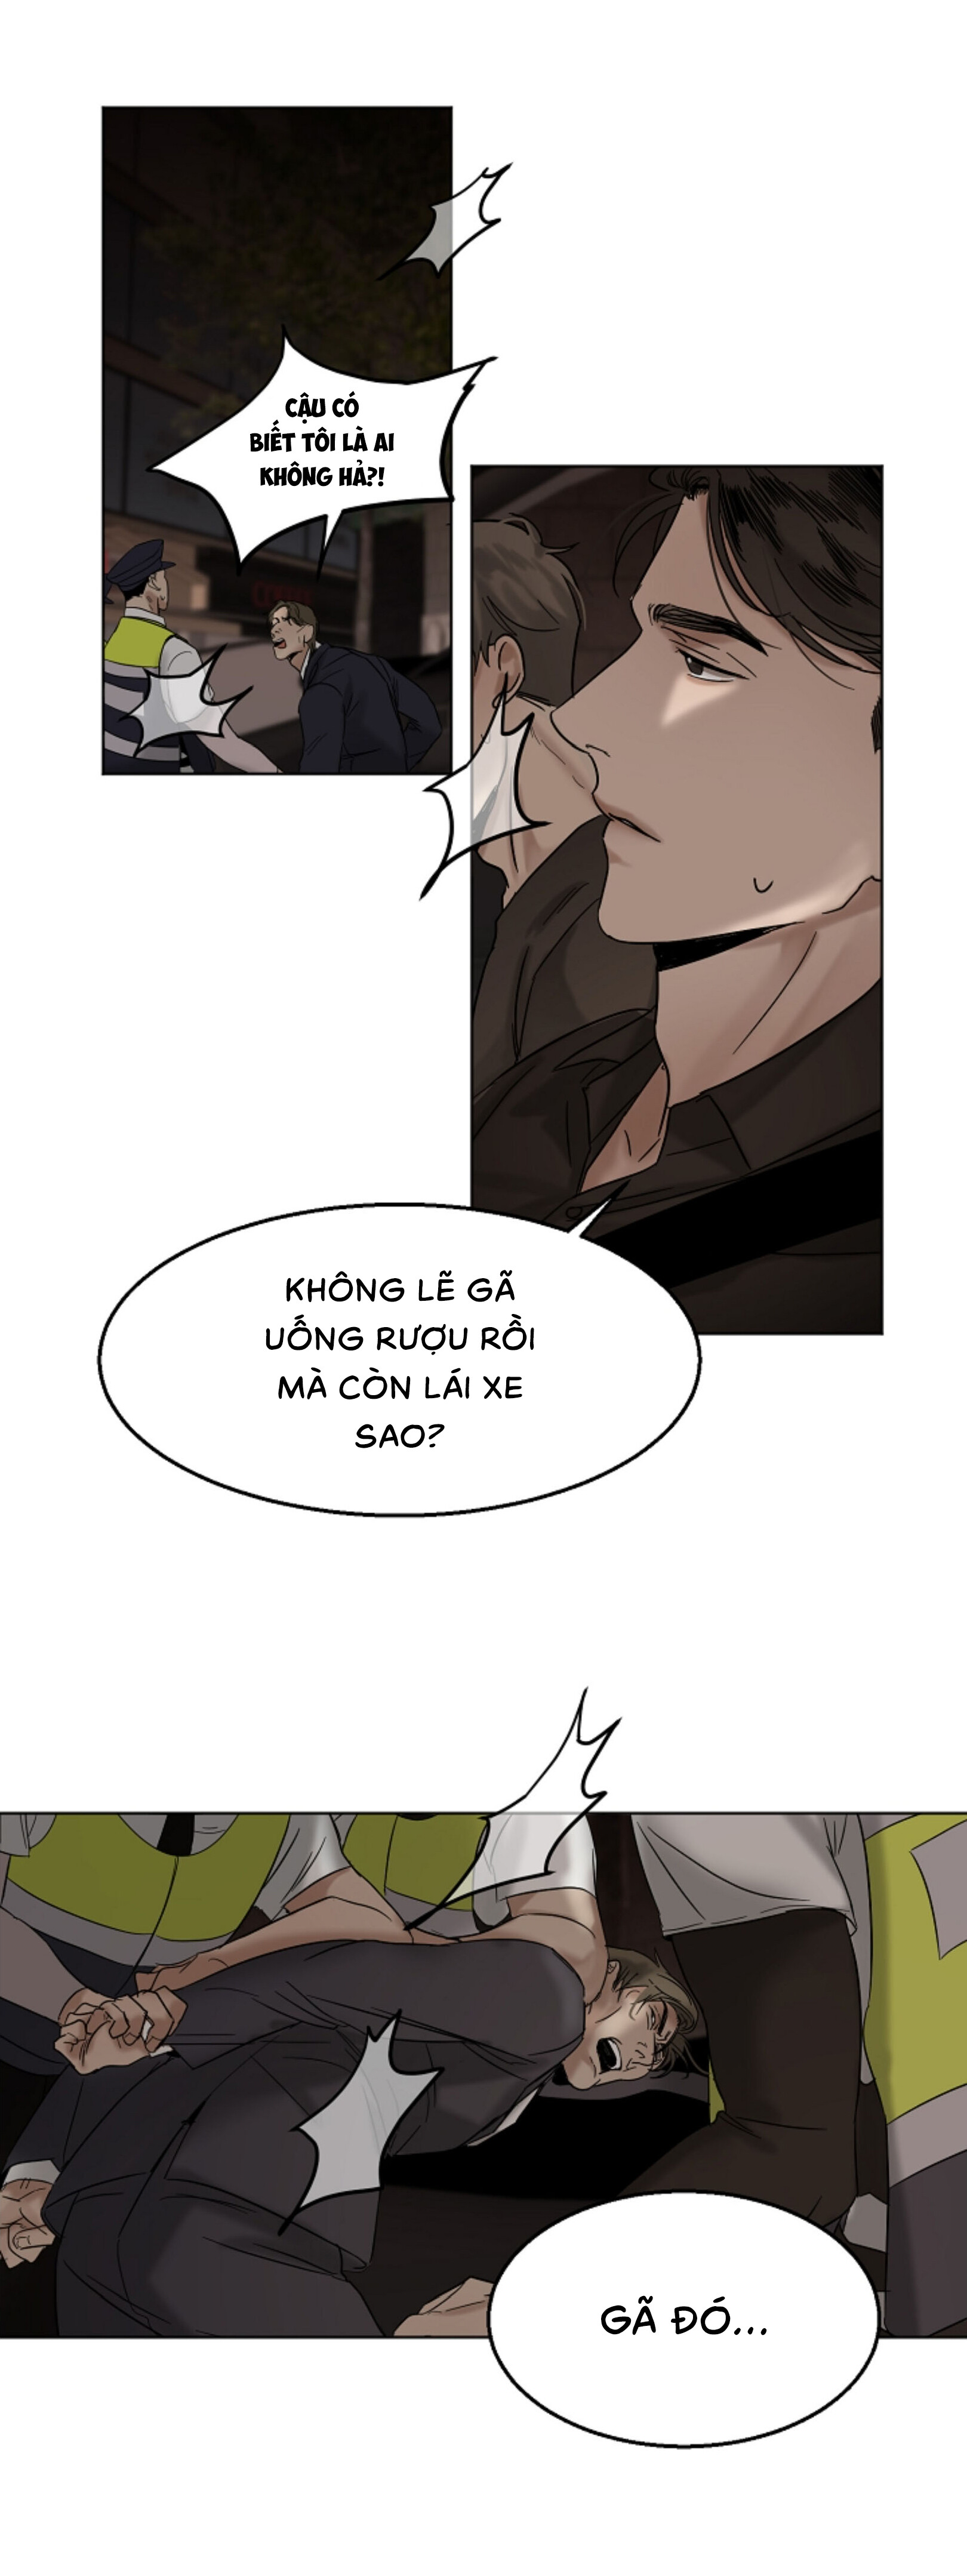 CẬU CÓ
BIẾT TÔI LÀ AI
KHÔNG HẢ?!
KHÔNG LẼ GÃ
UỐNG RƯỢU RỒI
MÀ CÒN LÁI XE
SAO?
GÃ ĐÓ...